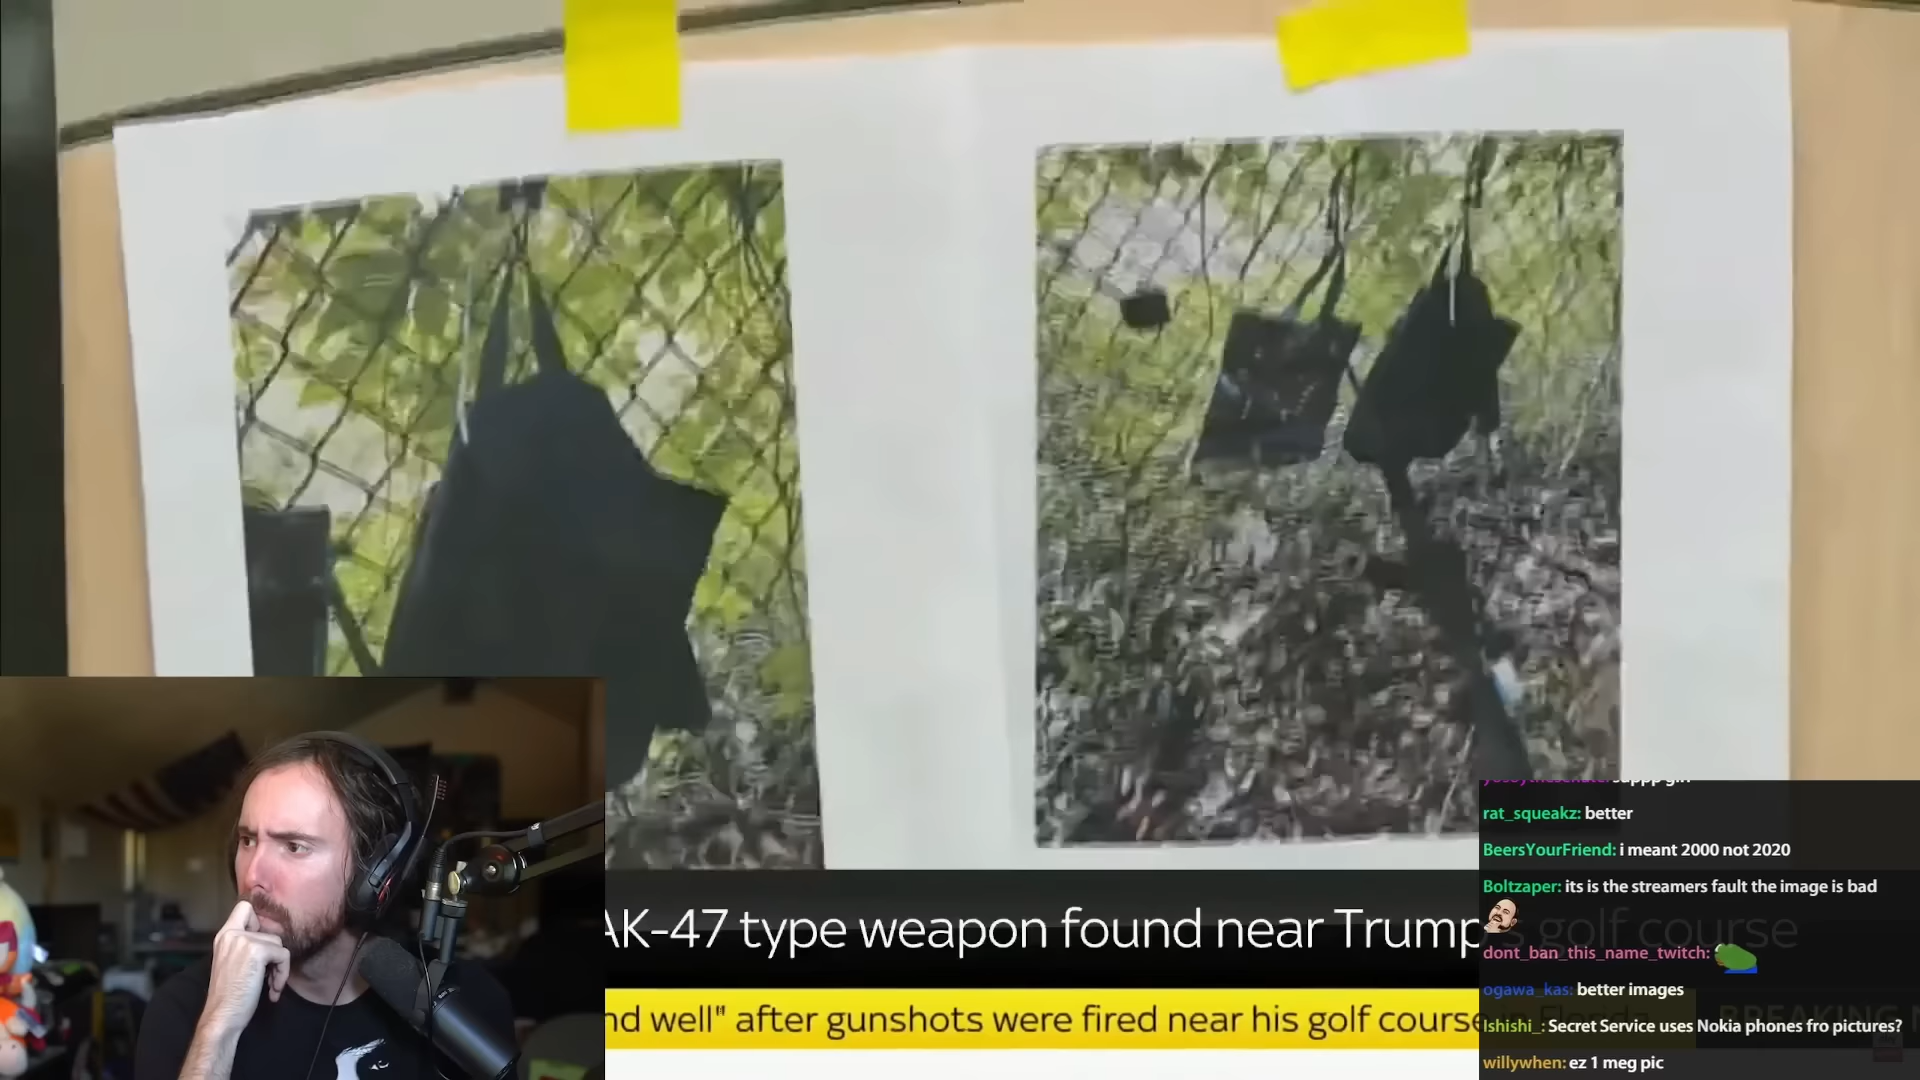 AK-47 type weapon found near Trump's golf course
nd well" after gunshots were fired near his golf course
BREAKING N
rat_squeakz: better
BeersYourFriend: i meant 2000 not 2020
Boltzaper: its is the streamers fault the image is bad
dont_ban_this_name_twitch:
ogawa_kas: better images
Ishishi_: Secret Service uses Nokia phones fro pictures?
willywhen: ez 1 meg pic